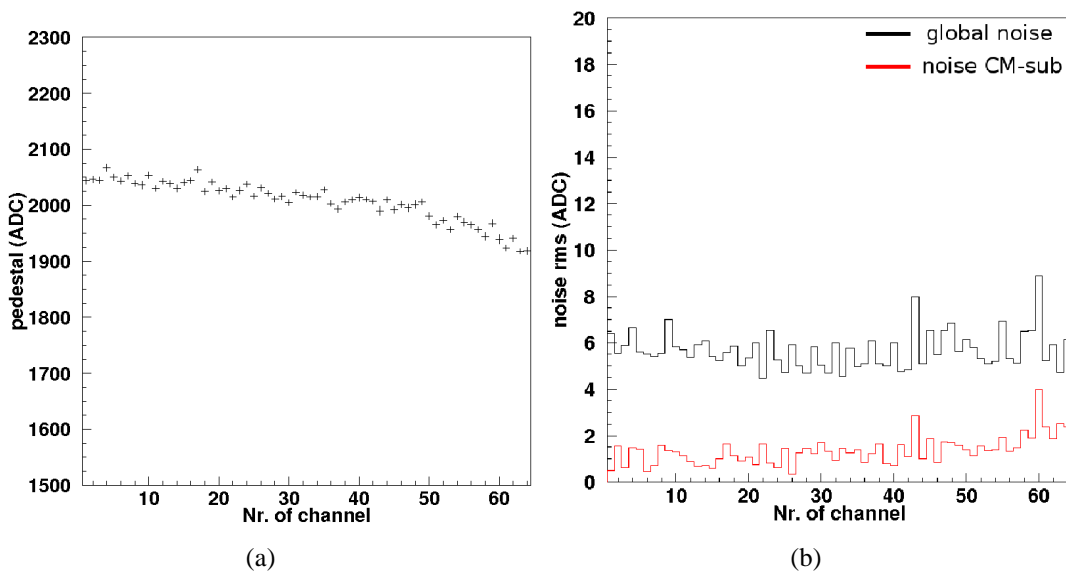 2300
2200
2100
2000
1900
1800
1700
1600
1500
pedestal (ADC)
10 20 30 40 50 60
Nr. of channel
(a)
20
18
16
14
12
10
8
6
4
2
0
noise rms (ADC)
global noise
noise CM-sub
10 20 30 40 50 60
Nr. of channel
(b)